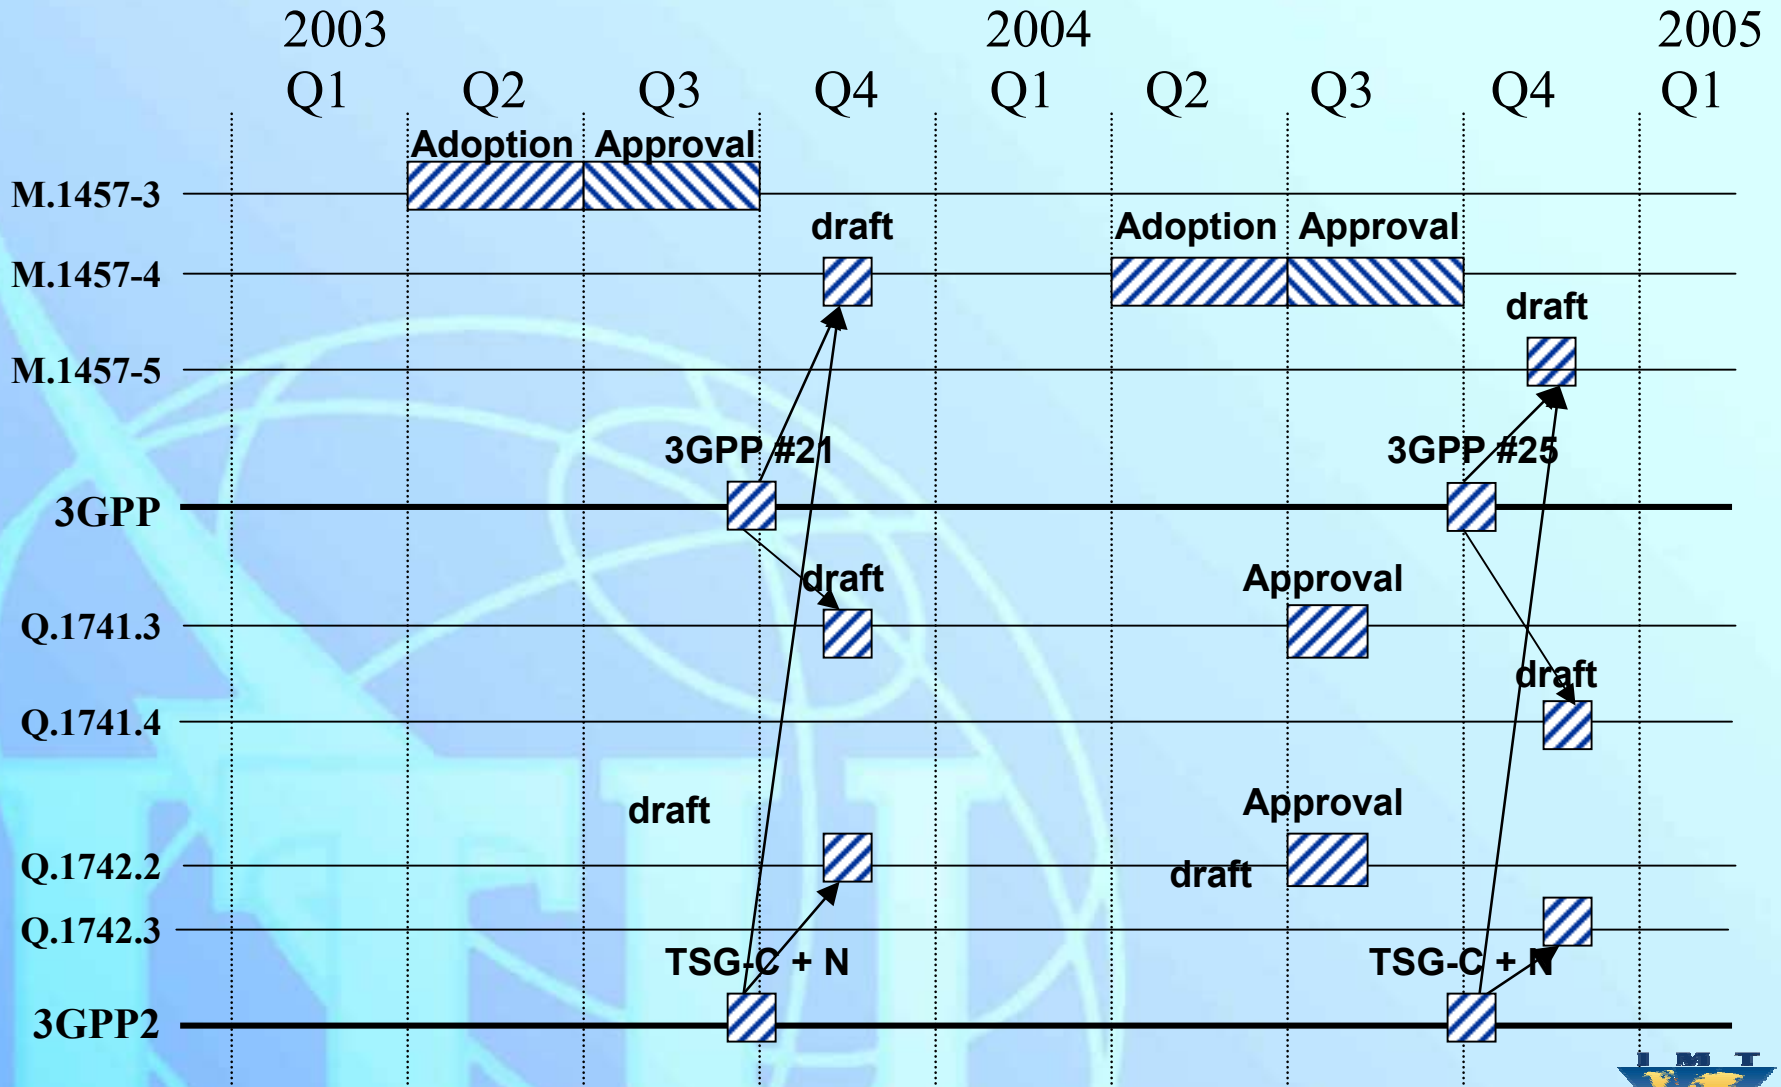 2003 2004 2005
Q1 Q2 Q3 Q4 Q1 Q2 Q3 Q4 Q1
Adoption Approval
M.1457-3
draft Adoption Approval
M.1457-4
draft
M.1457-5
3GPP #21 3GPP #25
3GPP
draft Approval
Q.1741.3
draft
Q.1741.4
draft Approval
Q.1742.2
draft
Q.1742.3
TSG-C + N TSG-C + N
3GPP2
ITU
I M T